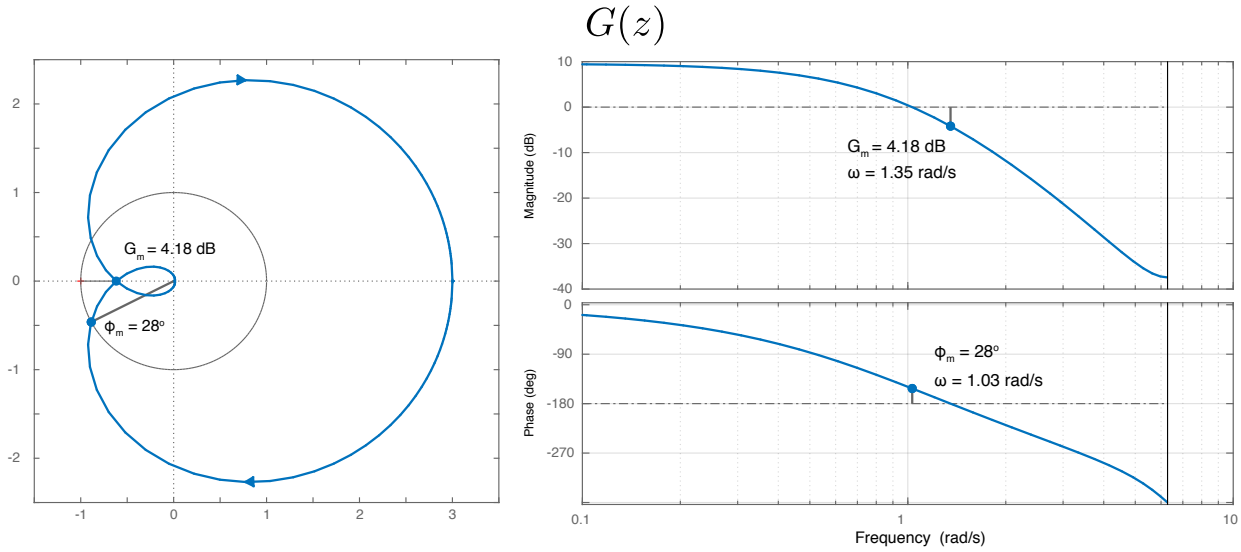 G(z)
2
1
0
-1
-2
-1
0
1
2
3
G_m = 4.18 dB
ϕ_m = 28°
Magnitude (dB)
10
0
-10
-20
-30
-40
G_m = 4.18 dB
ω = 1.35 rad/s
Phase (deg)
0
-90
-180
-270
ϕ_m = 28°
ω = 1.03 rad/s
0.1
1
10
Frequency (rad/s)